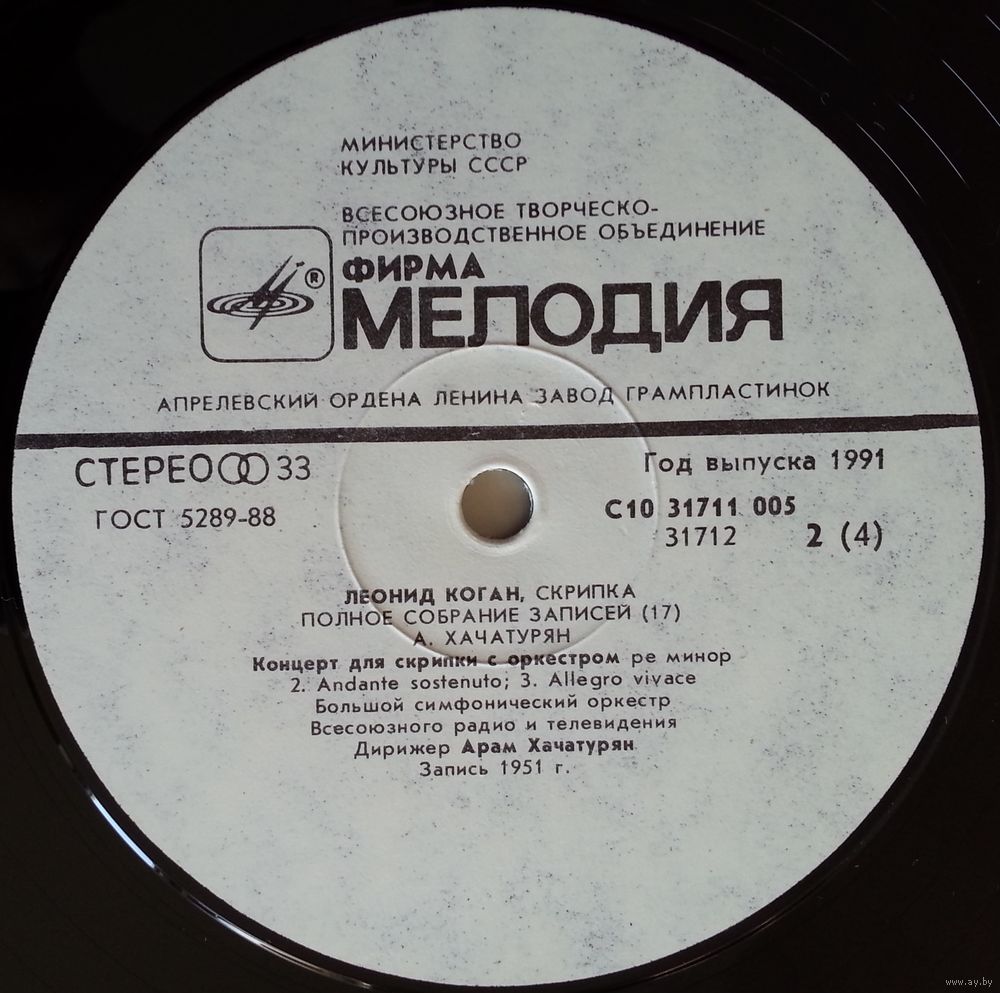 МИНИСТЕРСТВО
КУЛЬТУРЫ СССР
ВСЕСОЮЗНОЕ ТВОРЧЕСКО-
ПРОИЗВОДСТВЕННОЕ ОБЪЕДИНЕНИЕ
ФИРМА
®
МЕЛОДИЯ
АПРЕЛЕВСКИЙ ОРДЕНА ЛЕНИНА ЗАВОД ГРАМПЛАСТИНОК
СТЕРЕО 33
Год выпуска 1991
ГОСТ 5289-88
С10 31711 005
31712 2 (4)
ЛЕОНИД КОГАН, СКРИПКА
ПОЛНОЕ СОБРАНИЕ ЗАПИСЕЙ (17)
А. ХАЧАТУРЯН
Концерт для скрипки с оркестром ре минор
2. Andante sostenuto; 3. Allegro vivace
Большой симфонический оркестр
Всесоюзного радио и телевидения
Дирижер Арам Хачатурян
Запись 1951 г.
www.ay.by